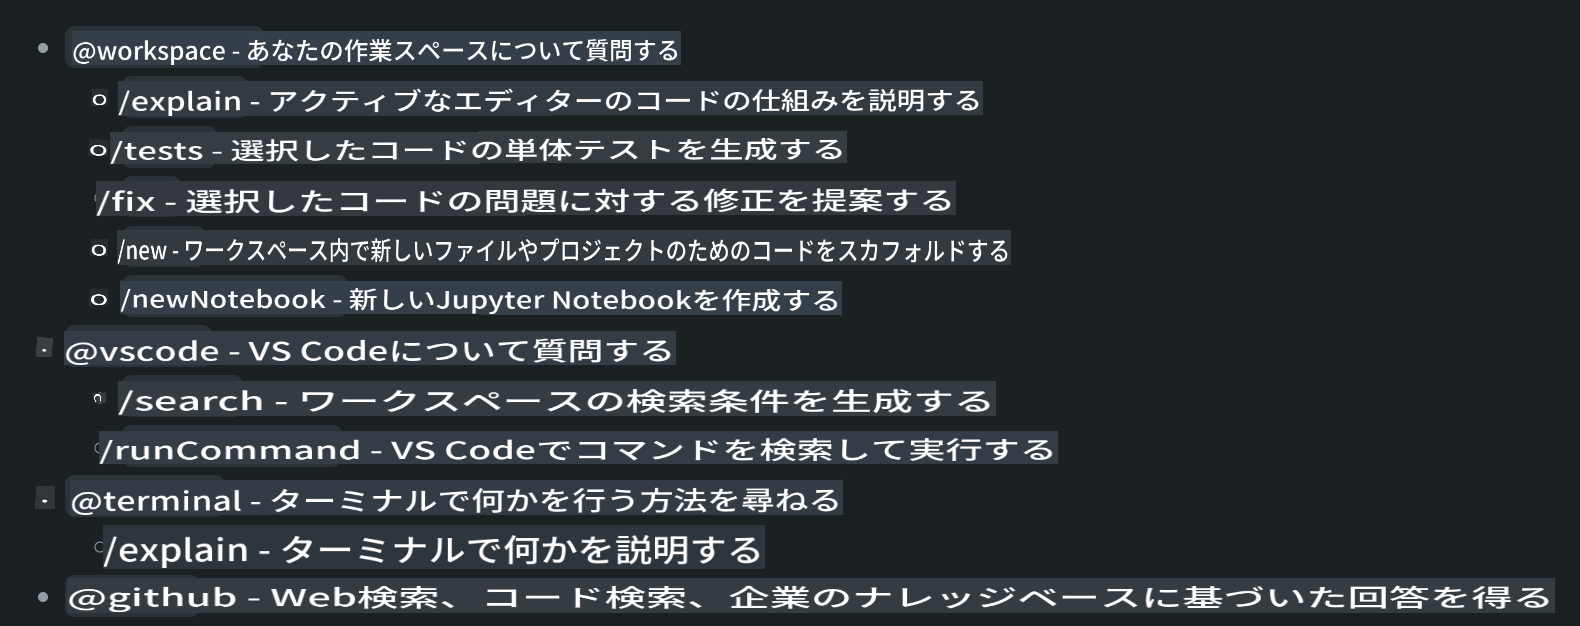 @workspace - あなたの作業スペースについて質問する
/explain - アクティブなエディターのコードの仕組みを説明する
/tests - 選択したコードの単体テストを生成する
/fix - 選択したコードの問題に対する修正を提案する
/new - ワークスペース内で新しいファイルやプロジェクトのためのコードをスカフォルドする
/newNotebook - 新しいJupyter Notebookを作成する
@vscode - VS Codeについて質問する
/search - ワークスペースの検索条件を生成する
/runCommand - VS Codeでコマンドを検索して実行する
@terminal - ターミナルで何かを行う方法を尋ねる
/explain - ターミナルで何かを説明する
@github - Web検索、コード検索、企業のナレッジベースに基づいた回答を得る